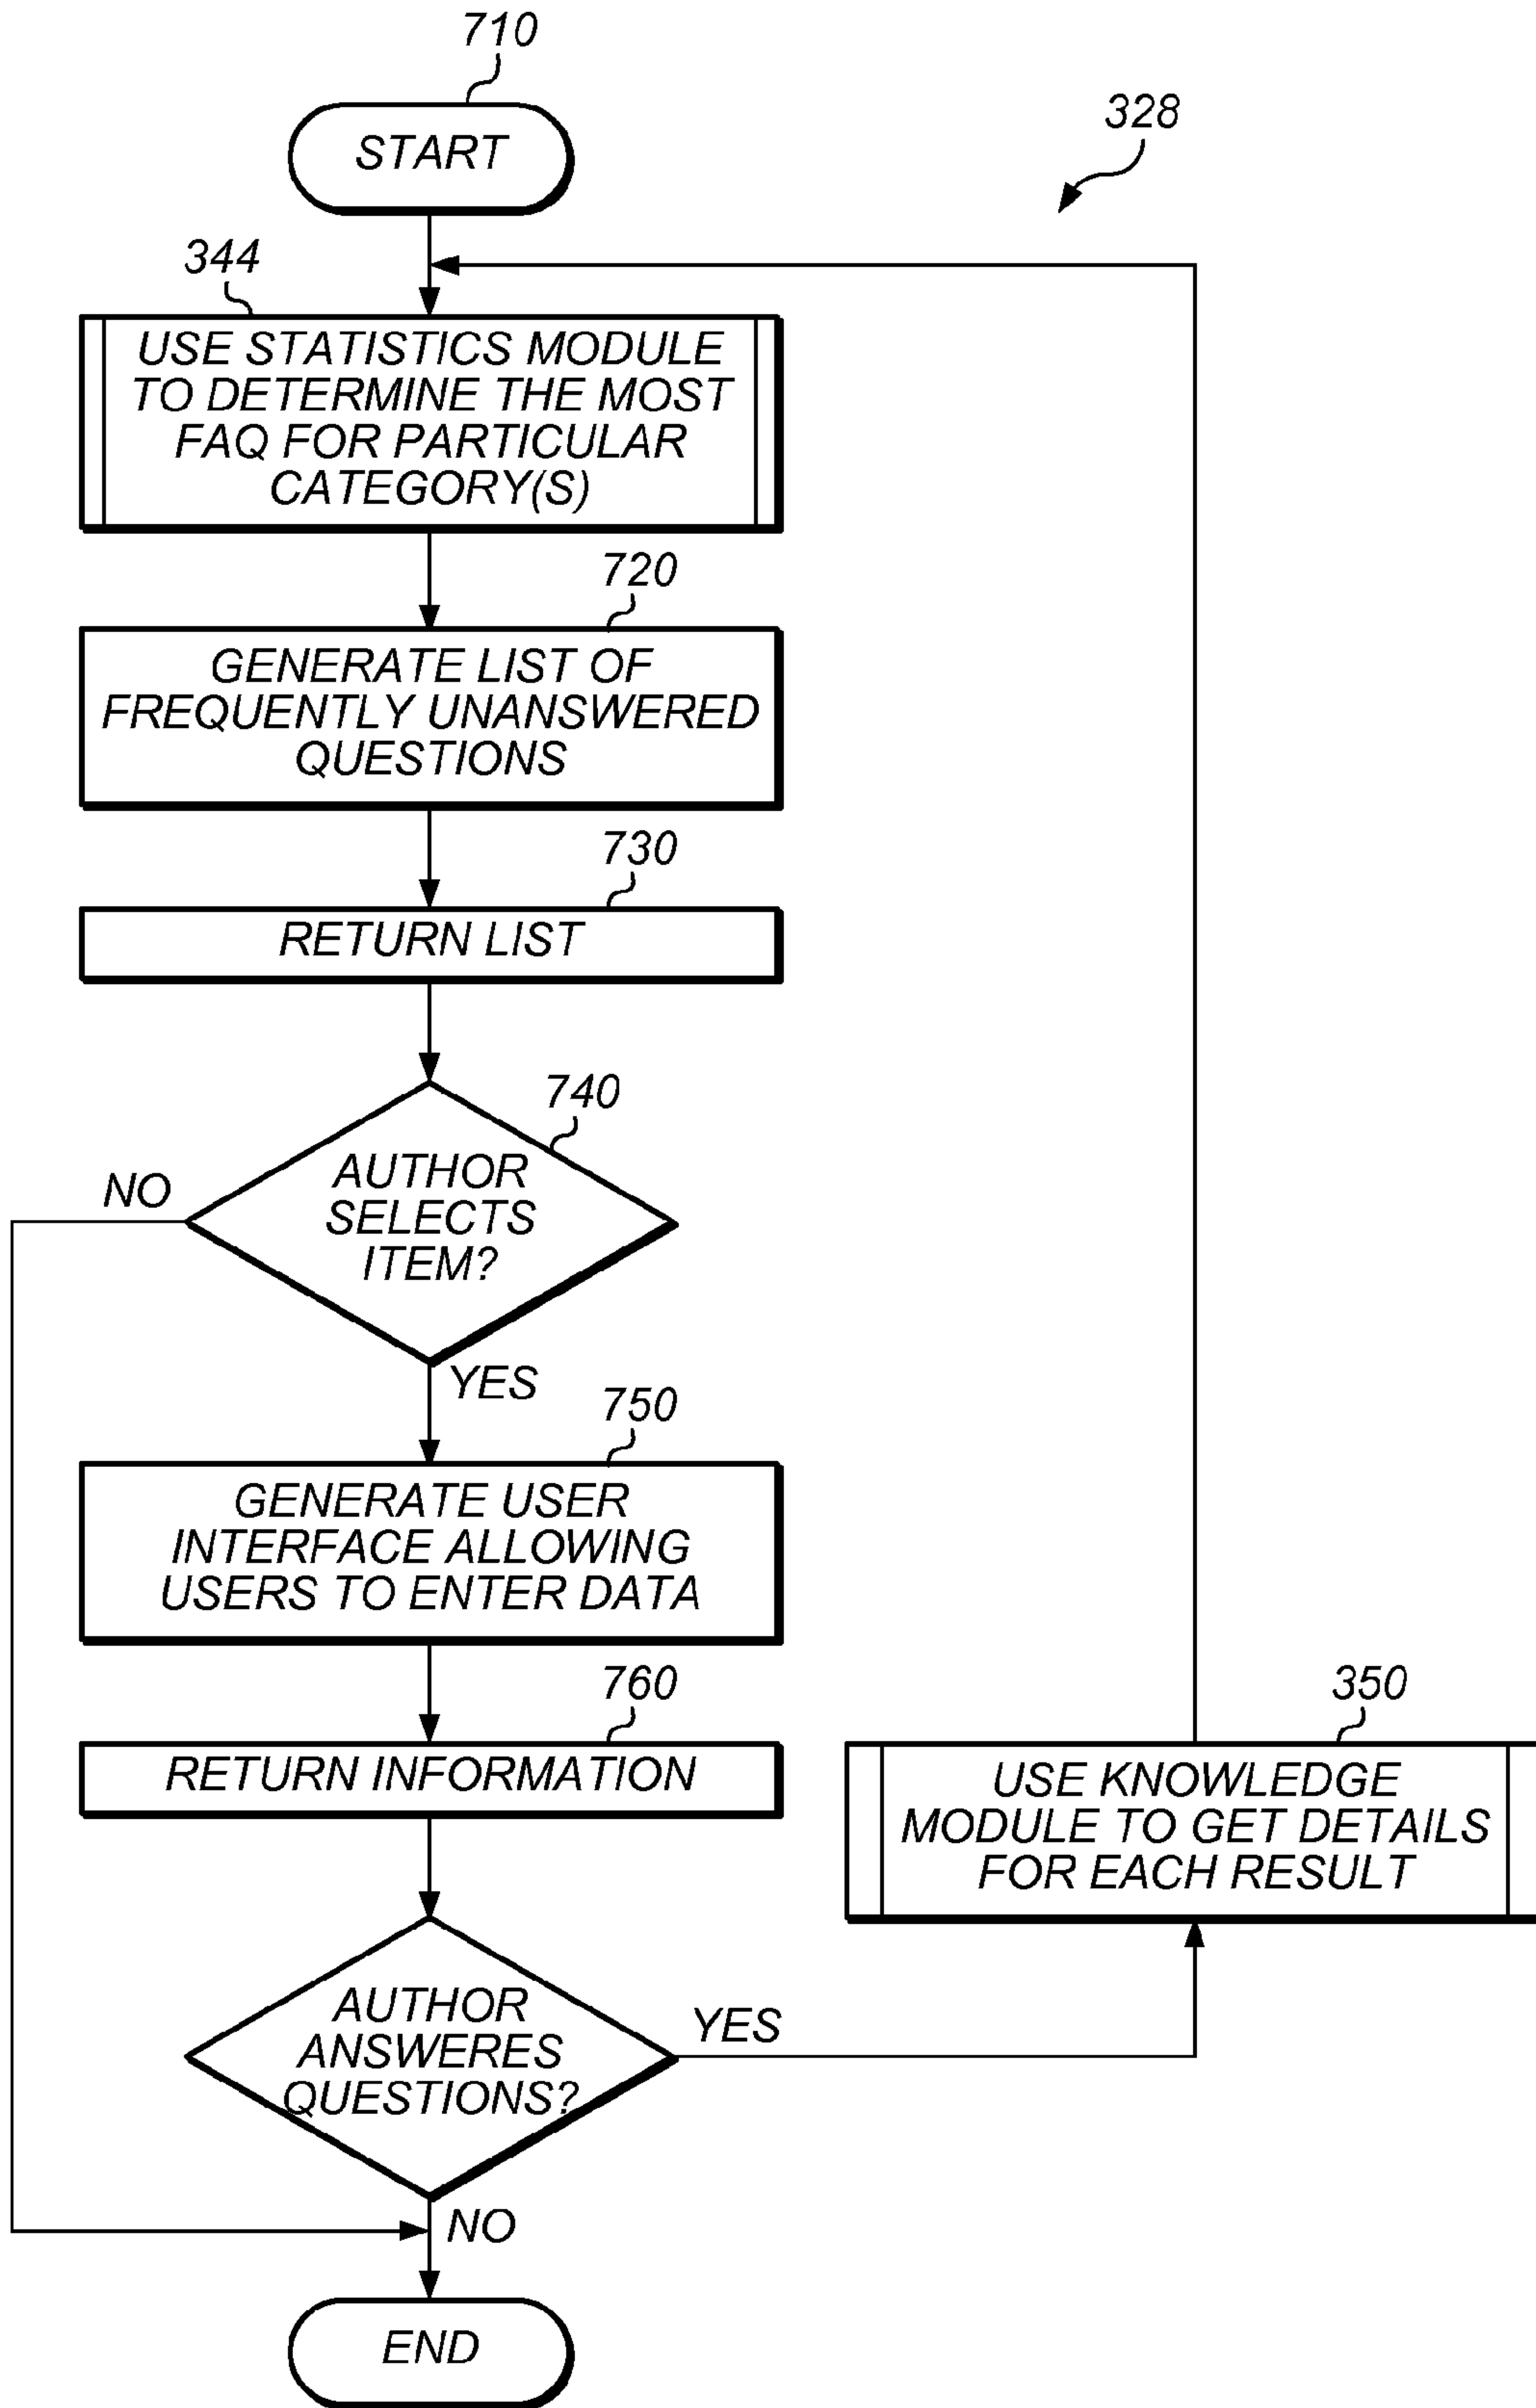 710
START
328
344
USE STATISTICS MODULE
TO DETERMINE THE MOST
FAQ FOR PARTICULAR
CATEGORY(S)
720
GENERATE LIST OF
FREQUENTLY UNANSWERED
QUESTIONS
730
RETURN LIST
740
AUTHOR
SELECTS
ITEM?
NO
YES
750
GENERATE USER
INTERFACE ALLOWING
USERS TO ENTER DATA
760
RETURN INFORMATION
350
USE KNOWLEDGE
MODULE TO GET DETAILS
FOR EACH RESULT
AUTHOR
ANSWERES
QUESTIONS?
YES
NO
END